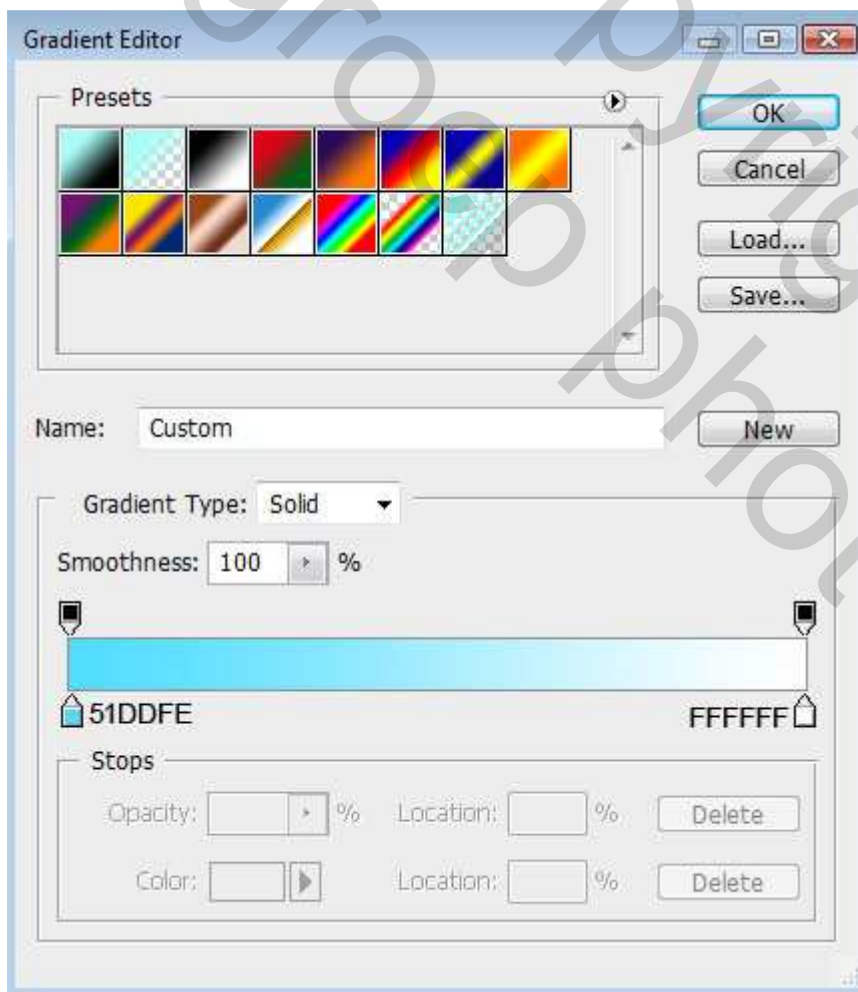 Gradient Editor
Presets
OK
Cancel
Load...
Save...
Name: Custom
New
Gradient Type: Solid
Smoothness: 100 %
51DDFE FFFFFF
Stops
Opacity: % Location: % Delete
Color: Location: % Delete